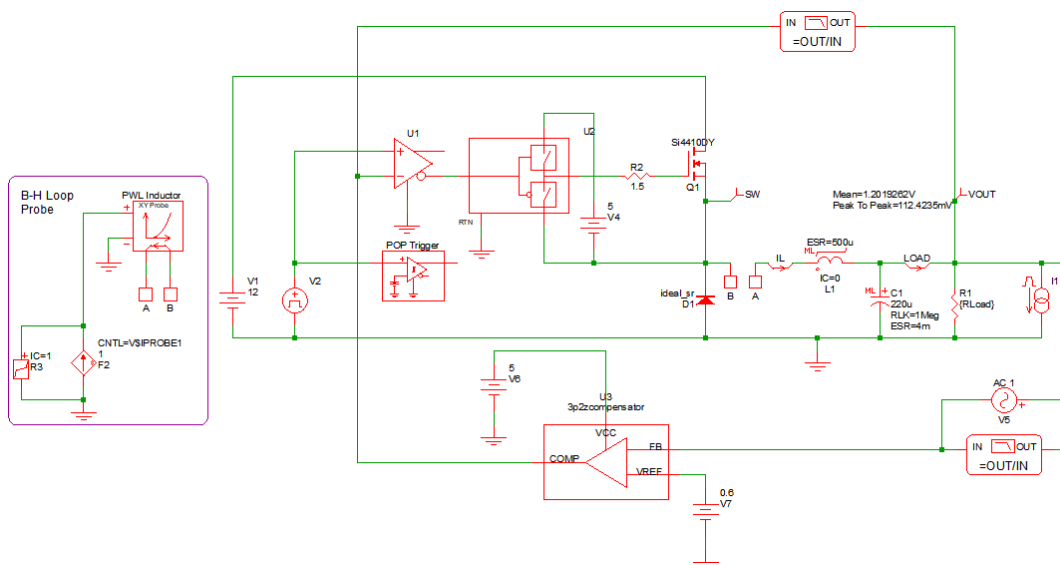 IN OUT
=OUT/IN
B-H Loop
Probe
PWL Inductor
XY Probe
+
−
A B
IC=1
R3
CNTL=V$IPROBE1
1
F2
V1
12
V2
U1
POP Trigger
U2
RTN
R2
1.5
Si4410DY
Q1
5
V4
SW
Mean=1.2019262V
Peak To Peak=112.4235mV
VOUT
B
A
IL
ESR=500u
ML
IC=0
L1
LOAD
ideal_sr
D1
ML
C1
220u
RLK=1Meg
ESR=4m
R1
{RLoad}
I1
5
V6
U3
3p2zcompensator
VCC
COMP
FB
VREF
0.6
V7
AC 1
V5
IN OUT
=OUT/IN